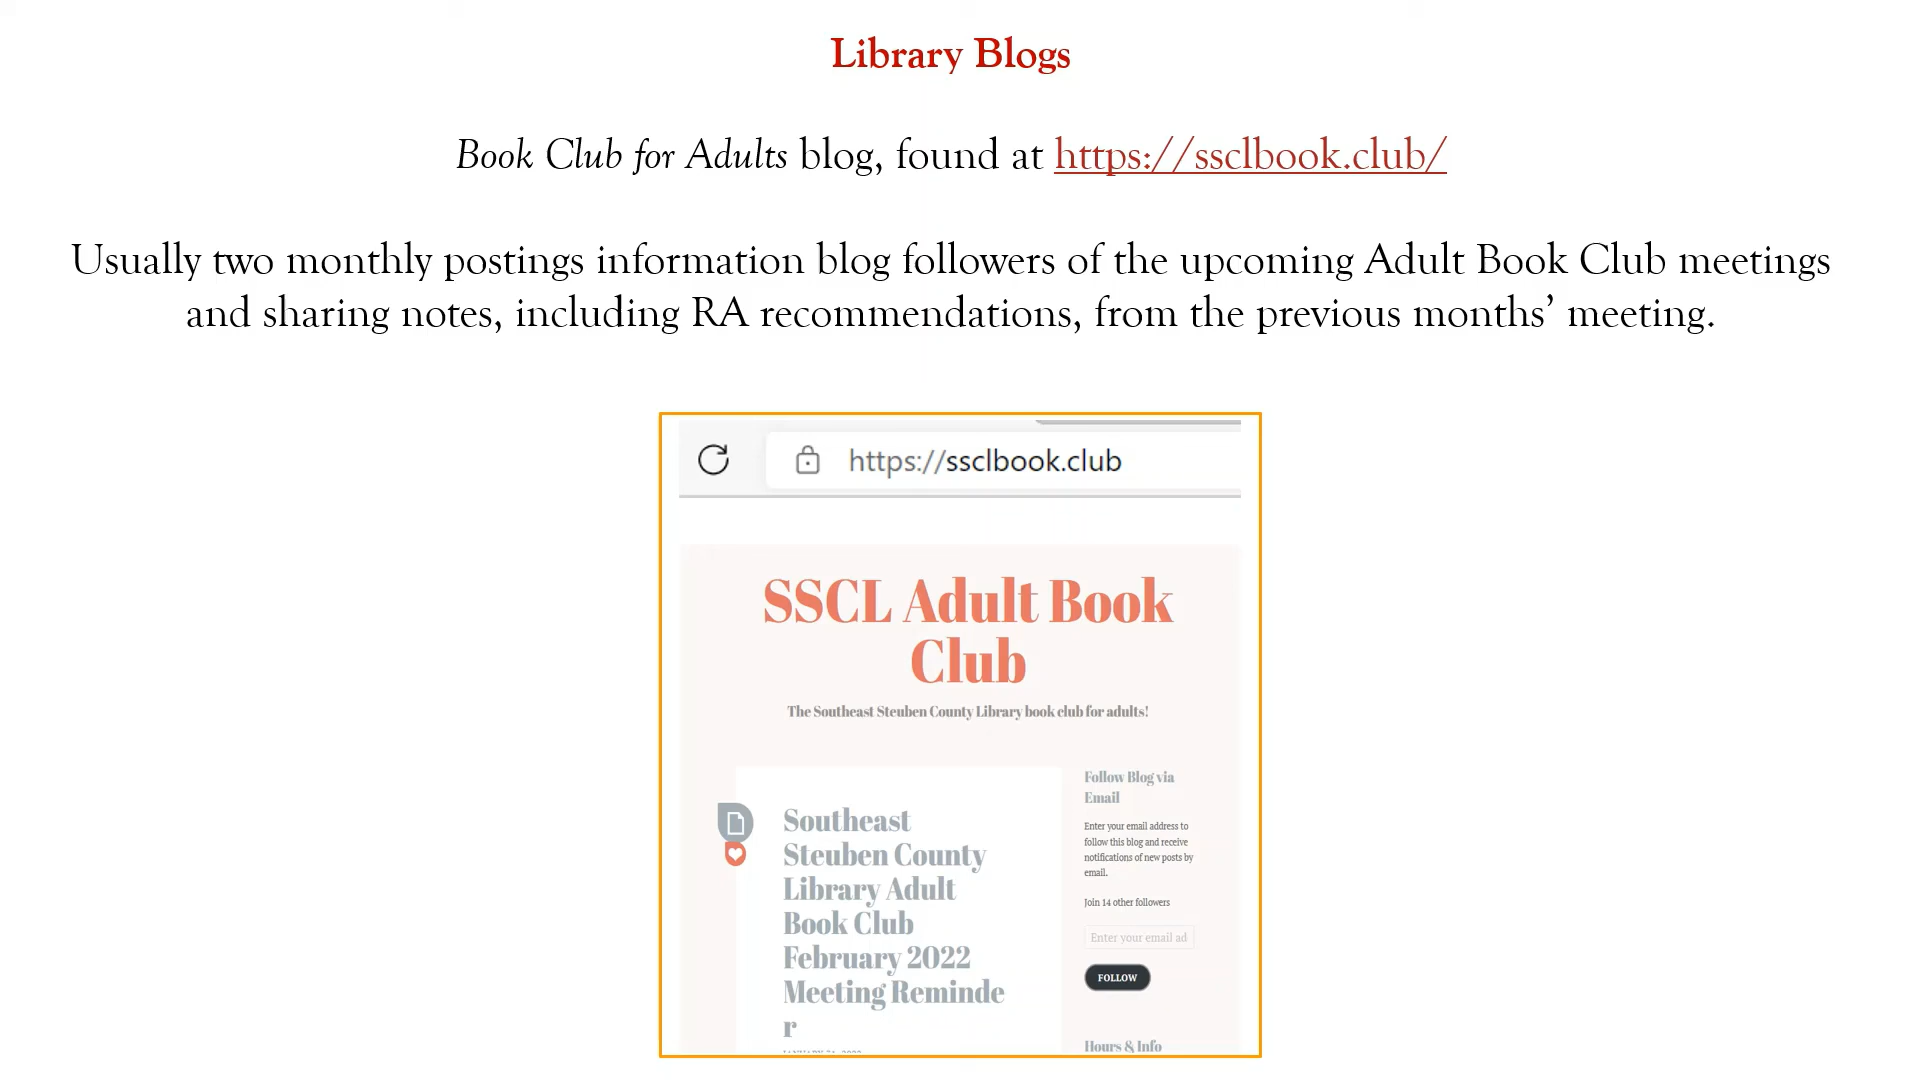 Library Blogs
Book Club for Adults blog, found at https://ssclbook.club/
Usually two monthly postings information blog followers of the upcoming Adult Book Club meetings
and sharing notes, including RA recommendations, from the previous months’ meeting.
https://ssclbook.club
SSCL Adult Book
Club
The Southeast Steuben County Library book club for adults!
Southeast
Steuben County
Library Adult
Book Club
February 2022
Meeting Reminde
r
Follow Blog via
Email
Enter your email address to
follow this blog and receive
notifications of new posts by
email.
Join 14 other followers
Enter your email ad
FOLLOW
Hours & Info